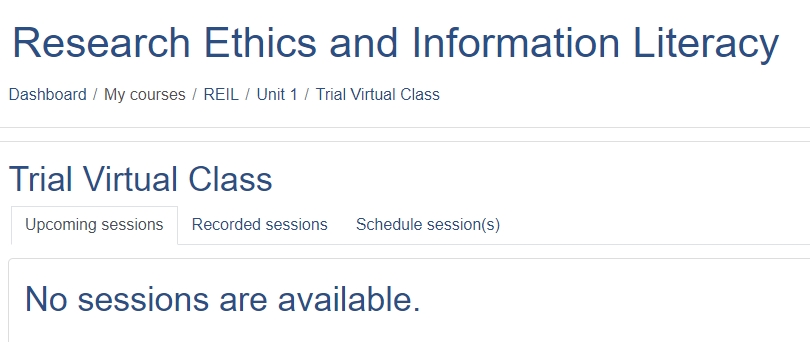 Research Ethics and Information Literacy
Dashboard / My courses / REIL / Unit 1 / Trial Virtual Class
Trial Virtual Class
Upcoming sessions Recorded sessions Schedule session(s)
No sessions are available.